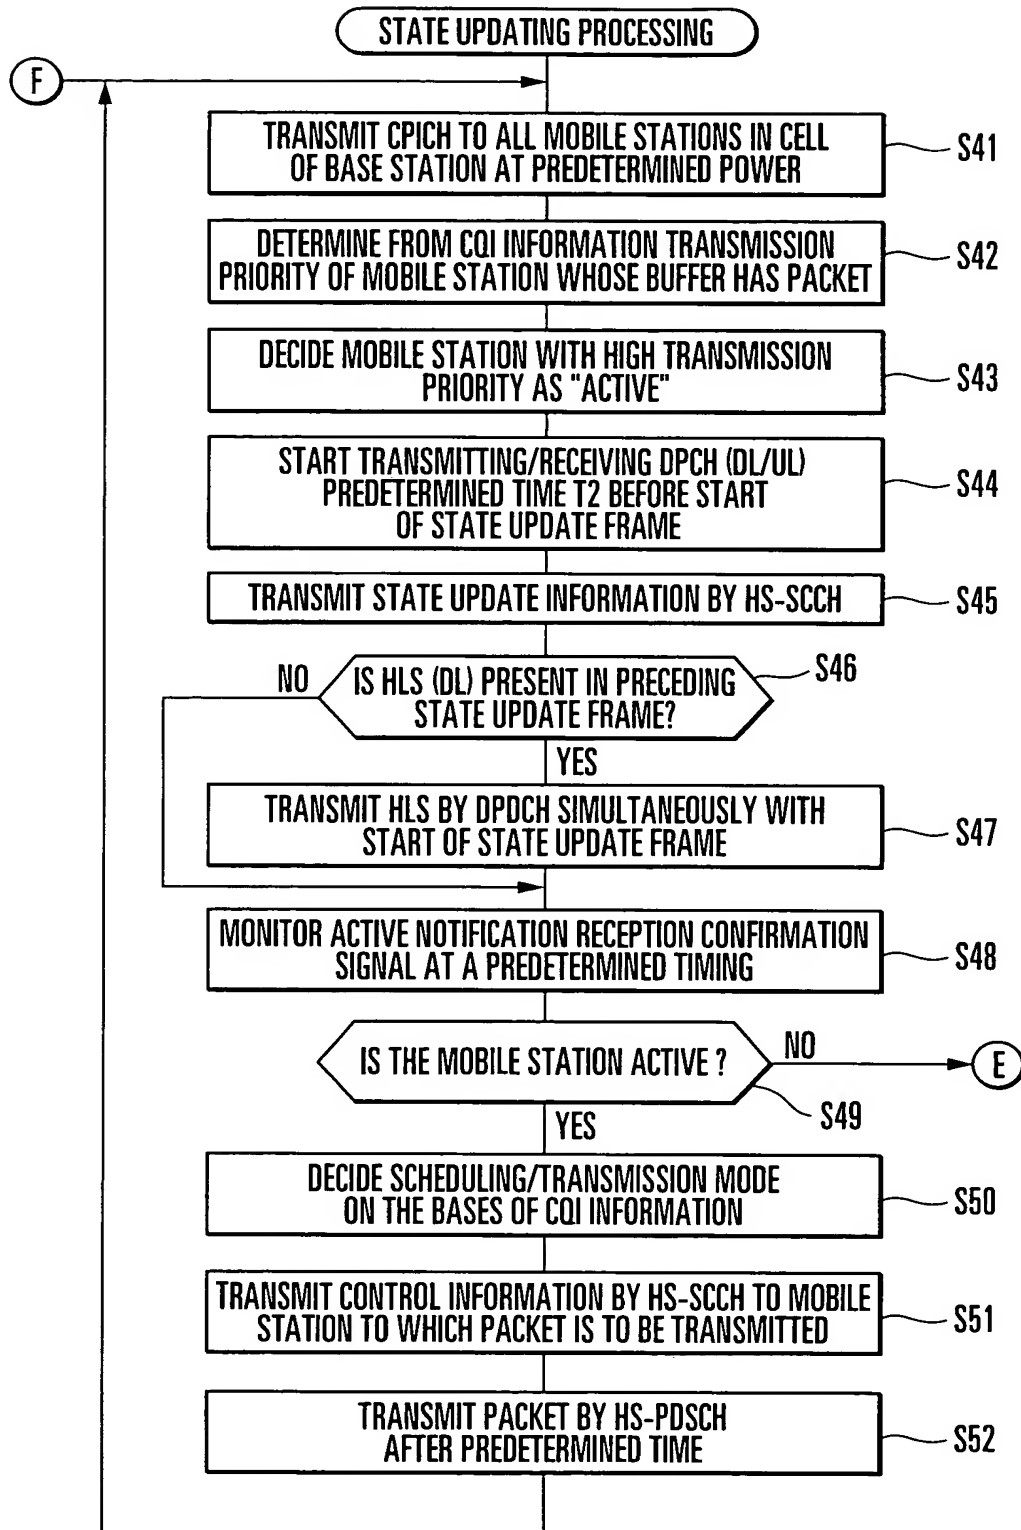 STATE UPDATING PROCESSING
F
TRANSMIT CPICH TO ALL MOBILE STATIONS IN CELL
OF BASE STATION AT PREDETERMINED POWER
S41
DETERMINE FROM CQI INFORMATION TRANSMISSION
PRIORITY OF MOBILE STATION WHOSE BUFFER HAS PACKET
S42
DECIDE MOBILE STATION WITH HIGH TRANSMISSION
PRIORITY AS "ACTIVE"
S43
START TRANSMITTING/RECEIVING DPCH (DL/UL)
PREDETERMINED TIME T2 BEFORE START
OF STATE UPDATE FRAME
S44
TRANSMIT STATE UPDATE INFORMATION BY HS-SCCH
S45
NO
IS HLS (DL) PRESENT IN PRECEDING
STATE UPDATE FRAME?
S46
YES
TRANSMIT HLS BY DPDCH SIMULTANEOUSLY WITH
START OF STATE UPDATE FRAME
S47
MONITOR ACTIVE NOTIFICATION RECEPTION CONFIRMATION
SIGNAL AT A PREDETERMINED TIMING
S48
IS THE MOBILE STATION ACTIVE ?
NO
E
S49
YES
DECIDE SCHEDULING/TRANSMISSION MODE
ON THE BASES OF CQI INFORMATION
S50
TRANSMIT CONTROL INFORMATION BY HS-SCCH TO MOBILE
STATION TO WHICH PACKET IS TO BE TRANSMITTED
S51
TRANSMIT PACKET BY HS-PDSCH
AFTER PREDETERMINED TIME
S52